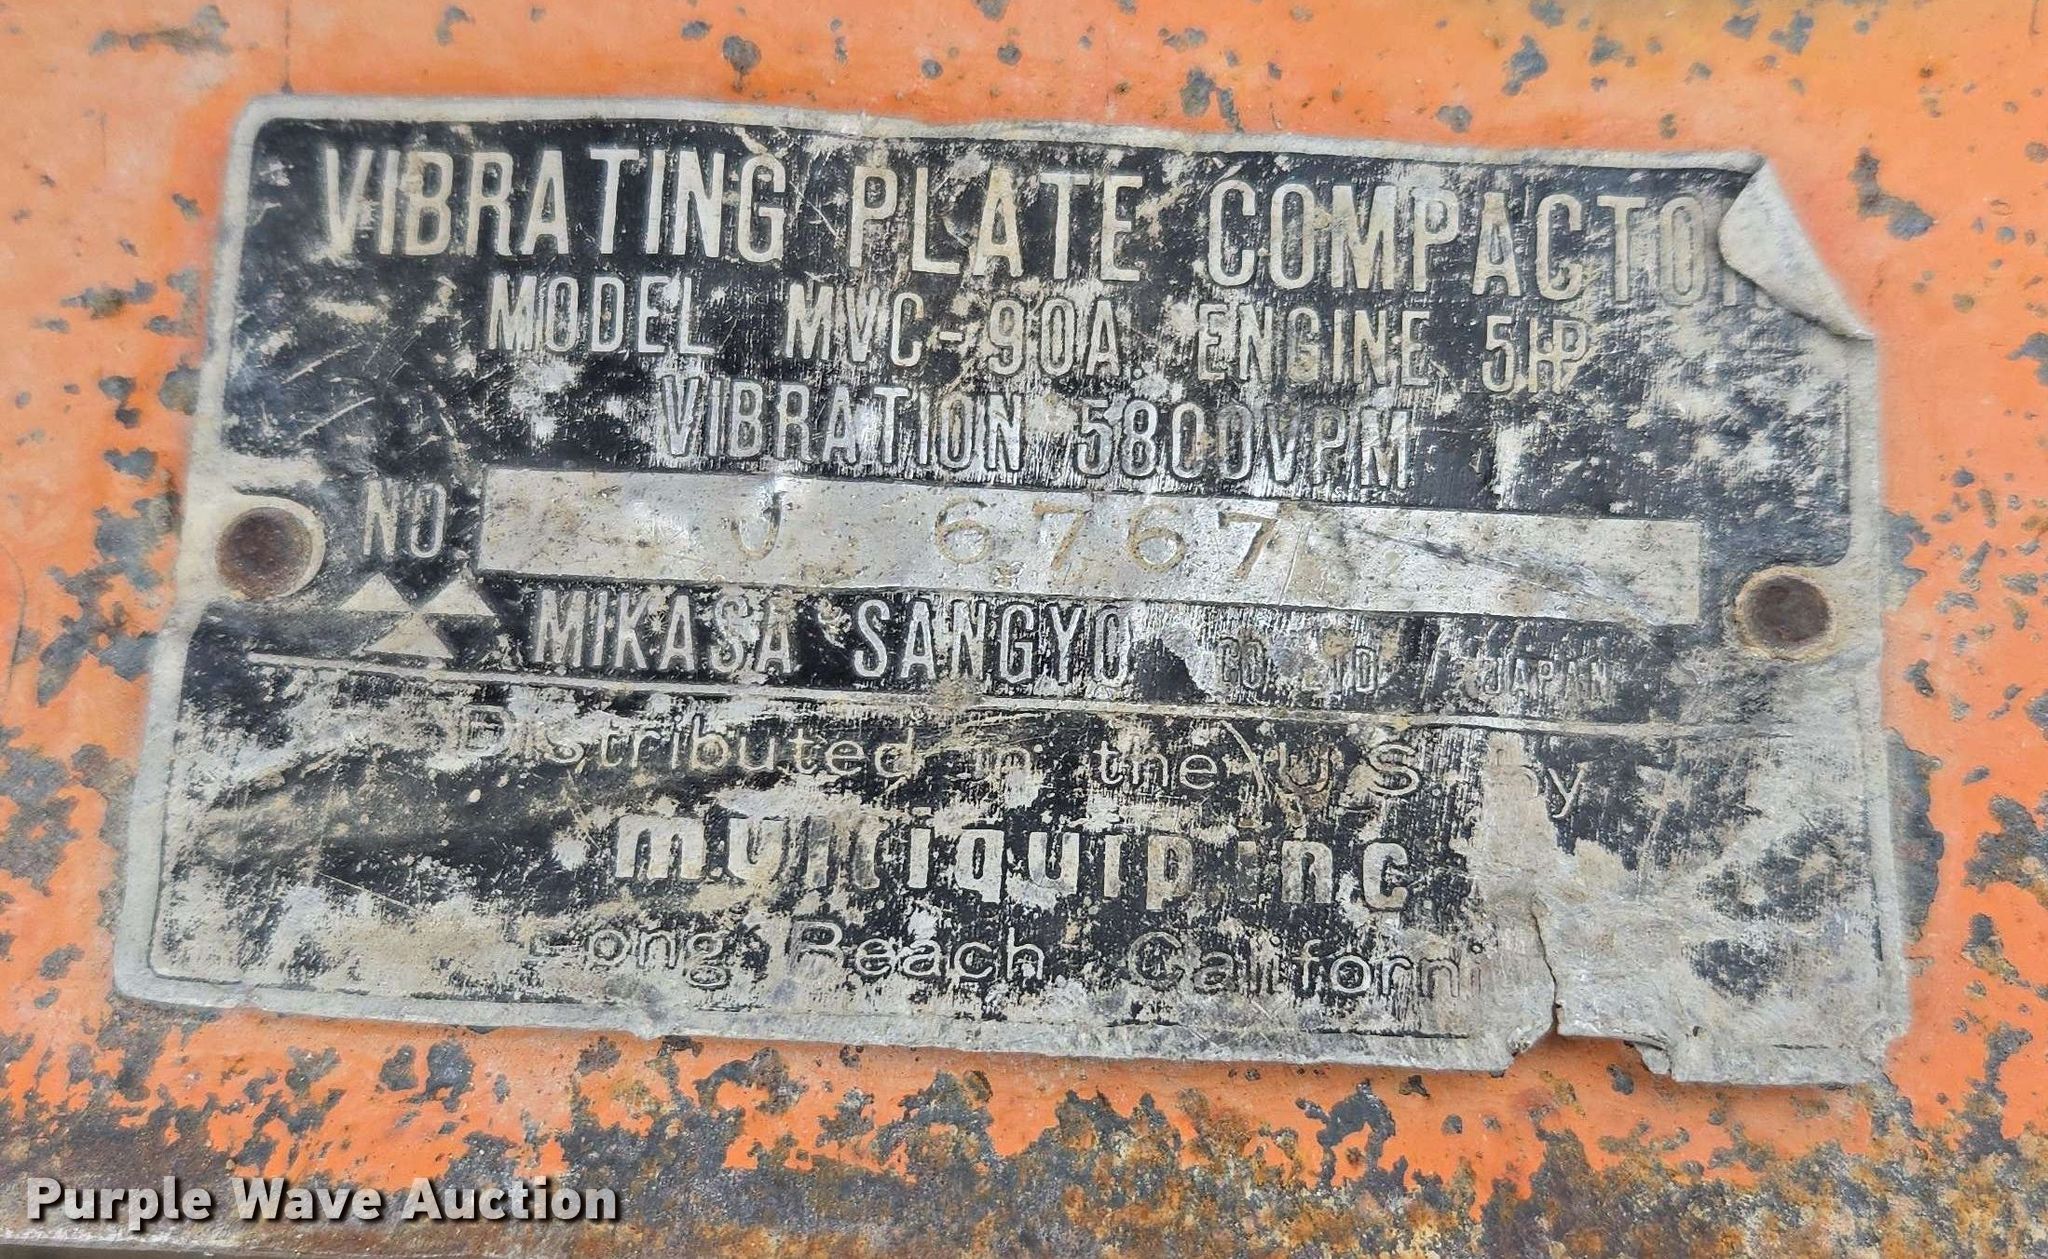 VIBRATING PLATE COMPACTOR
MODEL MVC-90A. ENGINE 5HP
VIBRATION 5800VPM
NO. J 6767
MIKASA SANGYO CO. LTD. JAPAN
Distributed in the U.S. by
multiquip inc
Long Beach Californi
Purple Wave Auction